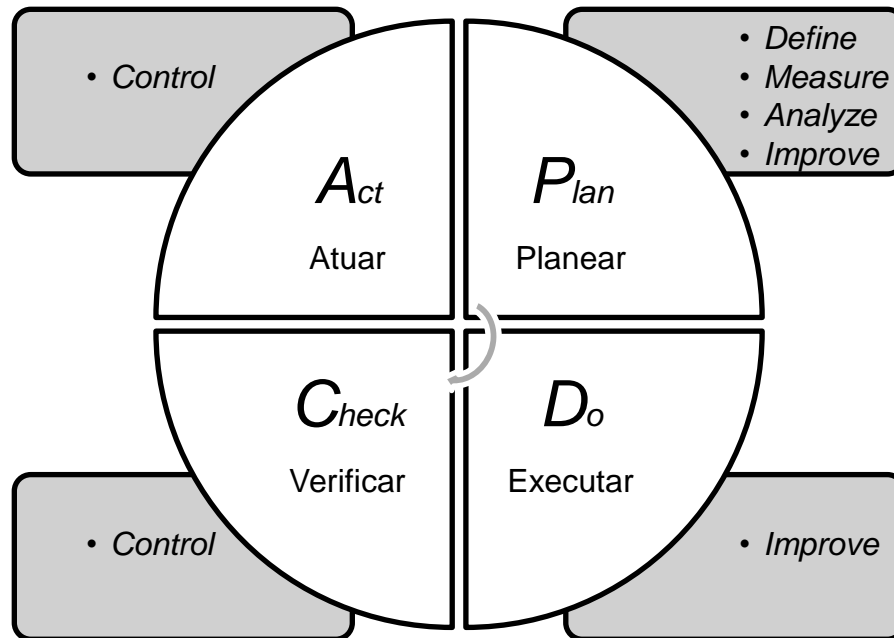 • Control
• Define
• Measure
• Analyze
• Improve
Act
Atuar
Plan
Planear
Check
Verificar
Do
Executar
• Control
• Improve